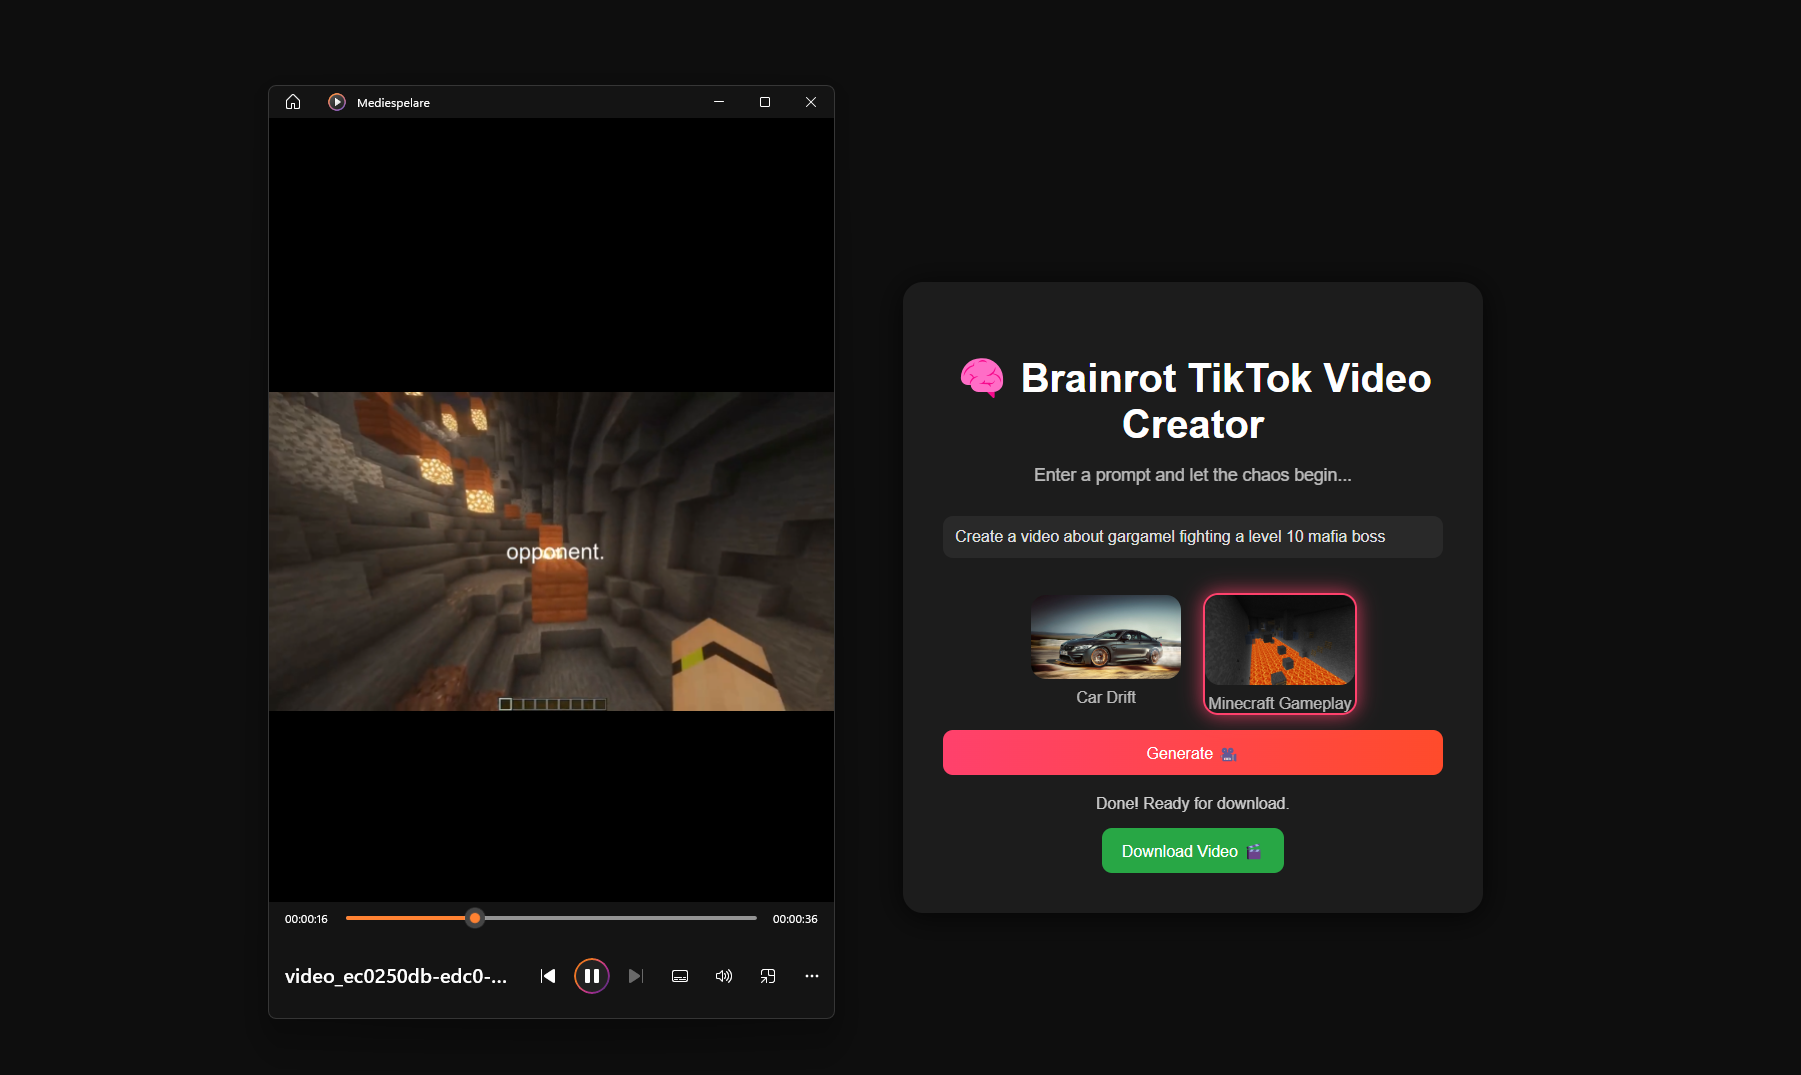 Mediespelare
opponent.
00:00:16
00:00:36
video_ec0250db-edc0-...
🧠 Brainrot TikTok Video
Creator
Enter a prompt and let the chaos begin...
Create a video about gargamel fighting a level 10 mafia boss
Car Drift
Minecraft Gameplay
Generate 🎥
Done! Ready for download.
Download Video 🎬